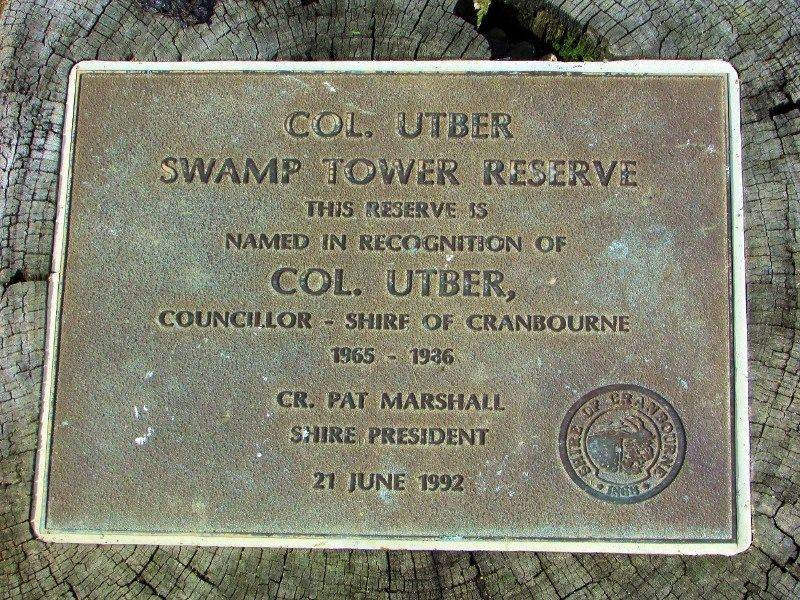 COL. UTBER
SWAMP TOWER RESERVE
THIS RESERVE IS
NAMED IN RECOGNITION OF
COL. UTBER,
COUNCILLOR - SHIRE OF CRANBOURNE
1965 - 1986
CR. PAT MARSHALL
SHIRE PRESIDENT
21 JUNE 1992
SHIRE OF CRANBOURNE
1868